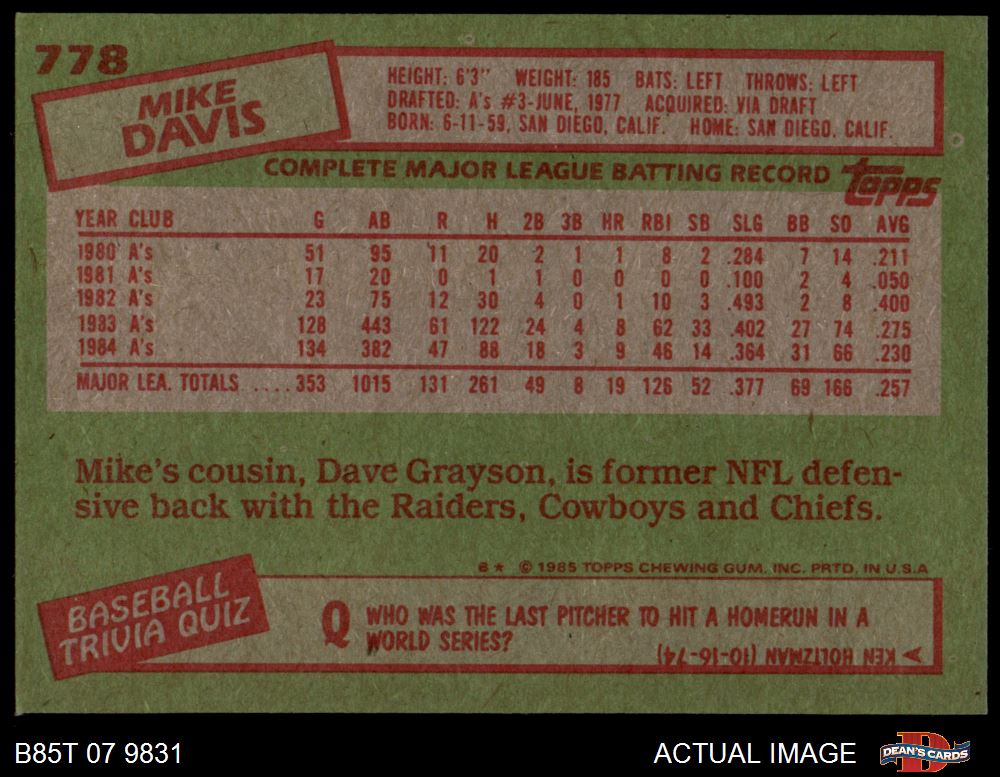 778
MIKE
DAVIS
HEIGHT: 6'3" WEIGHT: 185 BATS: LEFT THROWS: LEFT
DRAFTED: A's #3-JUNE, 1977 ACQUIRED: VIA DRAFT
BORN: 6-11-59, SAN DIEGO, CALIF. HOME: SAN DIEGO, CALIF.
COMPLETE MAJOR LEAGUE BATTING RECORD topps
YEAR CLUB G AB R H 2B 3B HR RBI SB SLG BB SO AVG
1980 A's 51 95 11 20 2 1 1 8 2 .284 7 14 .211
1981 A's 17 20 0 1 1 0 0 0 0 .100 2 4 .050
1982 A's 23 75 12 30 4 0 1 10 3 .493 2 8 .400
1983 A's 128 443 61 122 24 4 8 62 33 .402 27 74 .275
1984 A's 134 382 47 88 18 3 9 46 14 .364 31 66 .230
MAJOR LEA. TOTALS ....353 1015 131 261 49 8 19 126 52 .377 69 166 .257
Mike's cousin, Dave Grayson, is former NFL defen-
sive back with the Raiders, Cowboys and Chiefs.
6★ © 1985 TOPPS CHEWING GUM, INC. PRTD. IN U.S.A
BASEBALL
TRIVIA QUIZ
Q WHO WAS THE LAST PITCHER TO HIT A HOMERUN IN A
WORLD SERIES?
KEN HOLTZMAN (10-16-74)
B85T 07 9831
ACTUAL IMAGE
DEAN'S CARDS